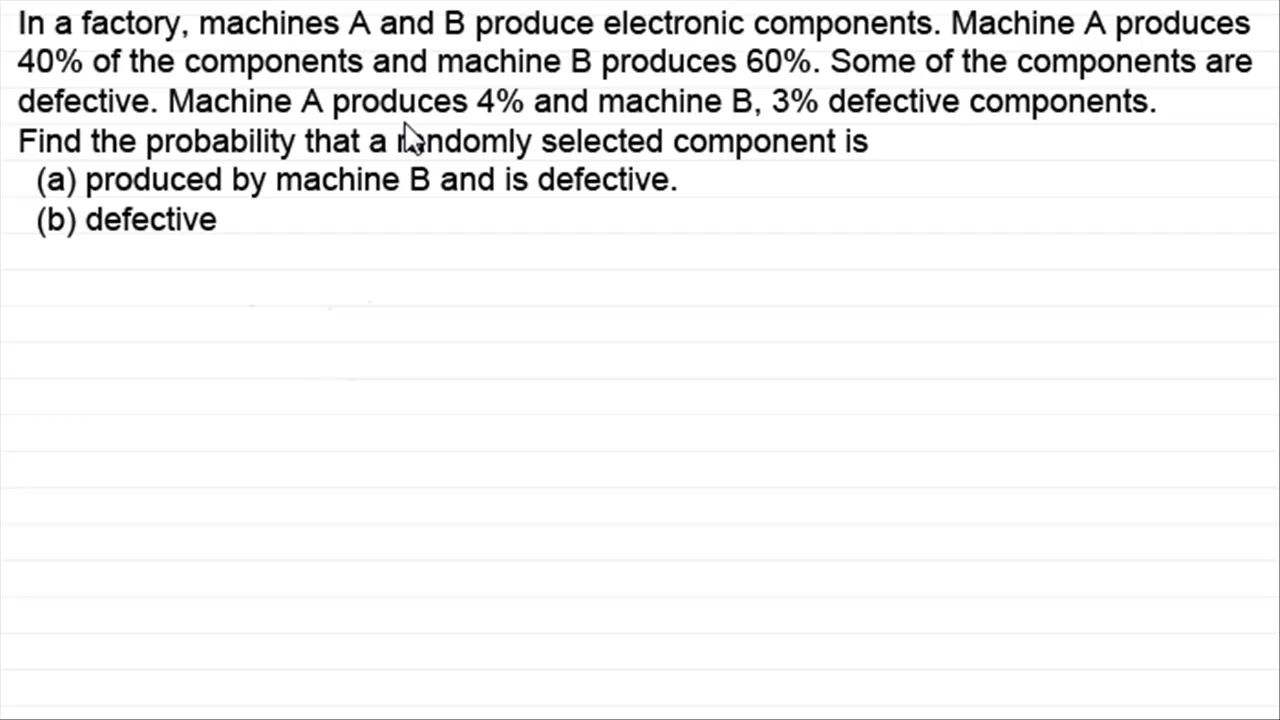 In a factory, machines A and B produce electronic components. Machine A produces
40% of the components and machine B produces 60%. Some of the components are
defective. Machine A produces 4% and machine B, 3% defective components.
Find the probability that a randomly selected component is
(a) produced by machine B and is defective.
(b) defective